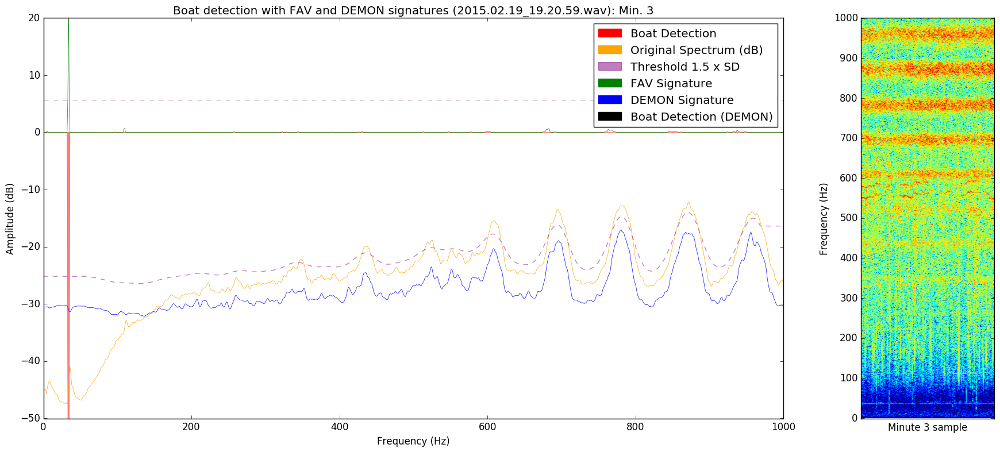 Boat detection with FAV and DEMON signatures (2015.02.19_19.20.59.wav): Min. 3
Boat Detection
Original Spectrum (dB)
Threshold 1.5 x SD
FAV Signature
DEMON Signature
Boat Detection (DEMON)
Amplitude (dB)
20
10
0
−10
−20
−30
−40
−50
0
200
400
600
800
1000
Frequency (Hz)
Frequency (Hz)
1000
900
800
700
600
500
400
300
200
100
0
Minute 3 sample